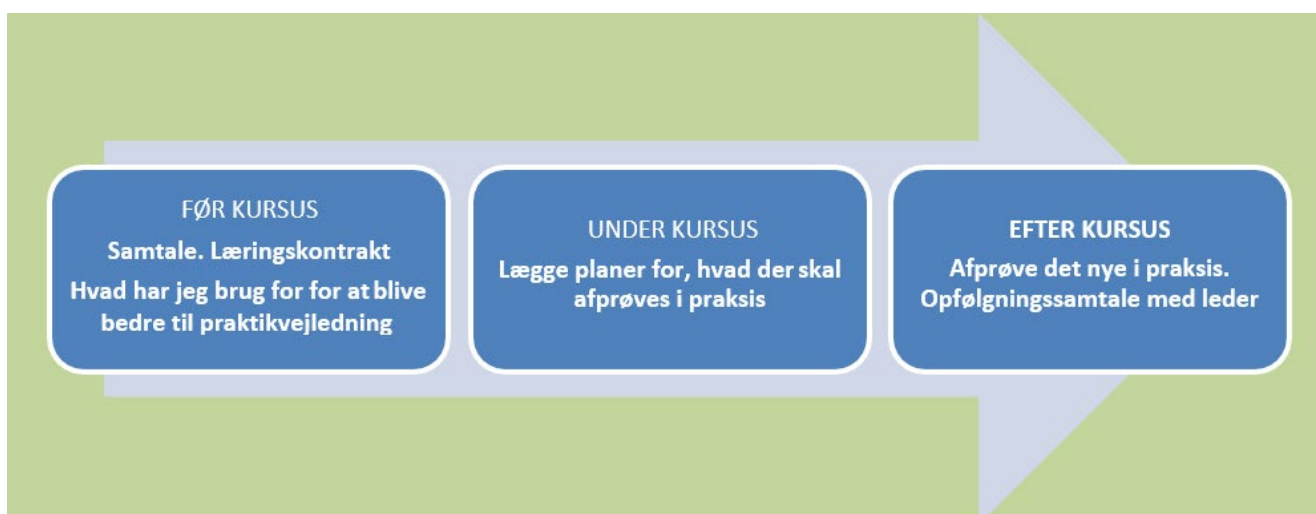 FØR KURSUS
Samtale. Læringskontrakt
Hvad har jeg brug for for at blive
bedre til praktikvejledning
UNDER KURSUS
Lægge planer for, hvad der skal
afprøves i praksis
EFTER KURSUS
Afprøve det nye i praksis.
Opfølgningssamtale med leder